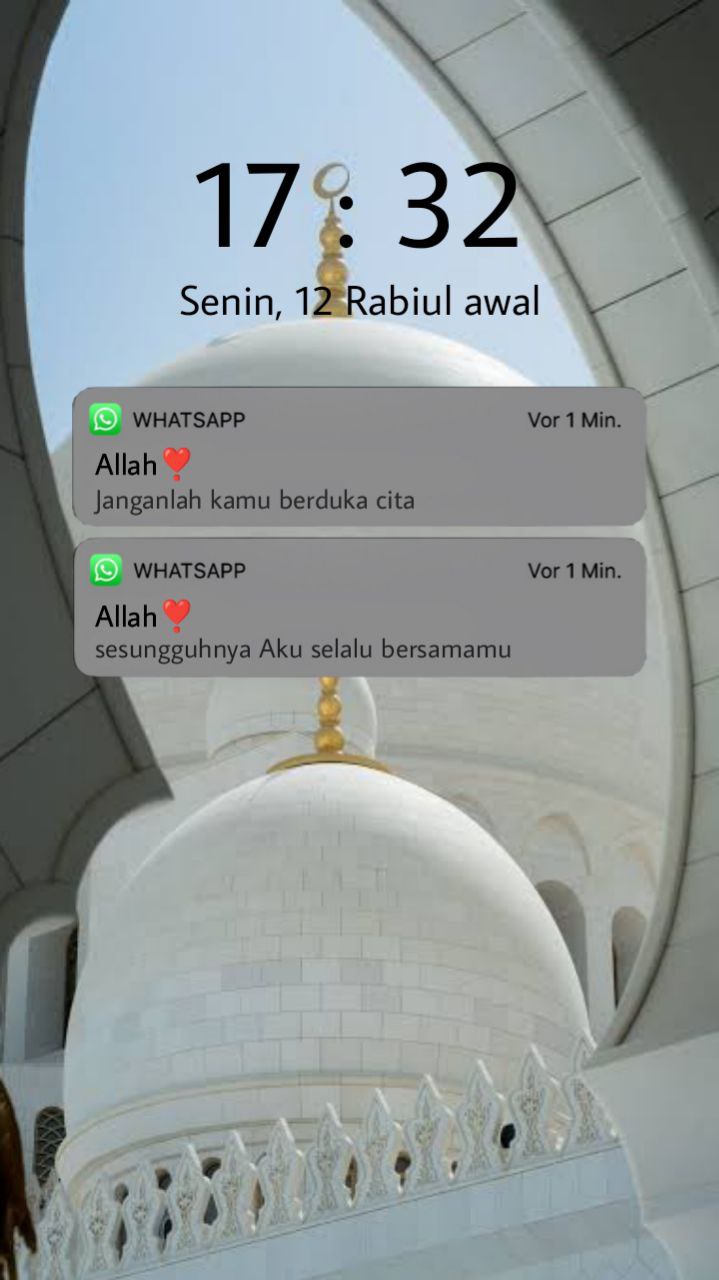 17 : 32
Senin, 12 Rabiul awal
WHATSAPP Vor 1 Min.
Allah❣️
Janganlah kamu berduka cita
WHATSAPP Vor 1 Min.
Allah❣️
sesungguhnya Aku selalu bersamamu